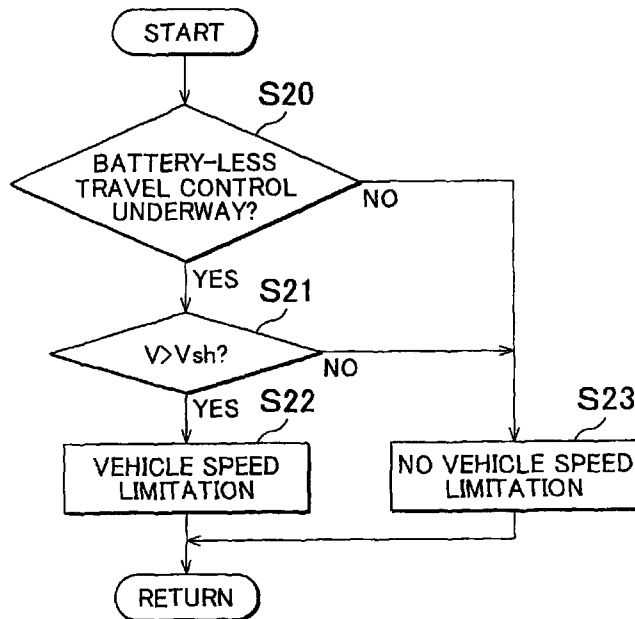 START
S20
BATTERY-LESS
TRAVEL CONTROL
UNDERWAY?
NO
YES
S21
V>Vsh?
NO
YES
S22
S23
VEHICLE SPEED
LIMITATION
NO VEHICLE SPEED
LIMITATION
RETURN